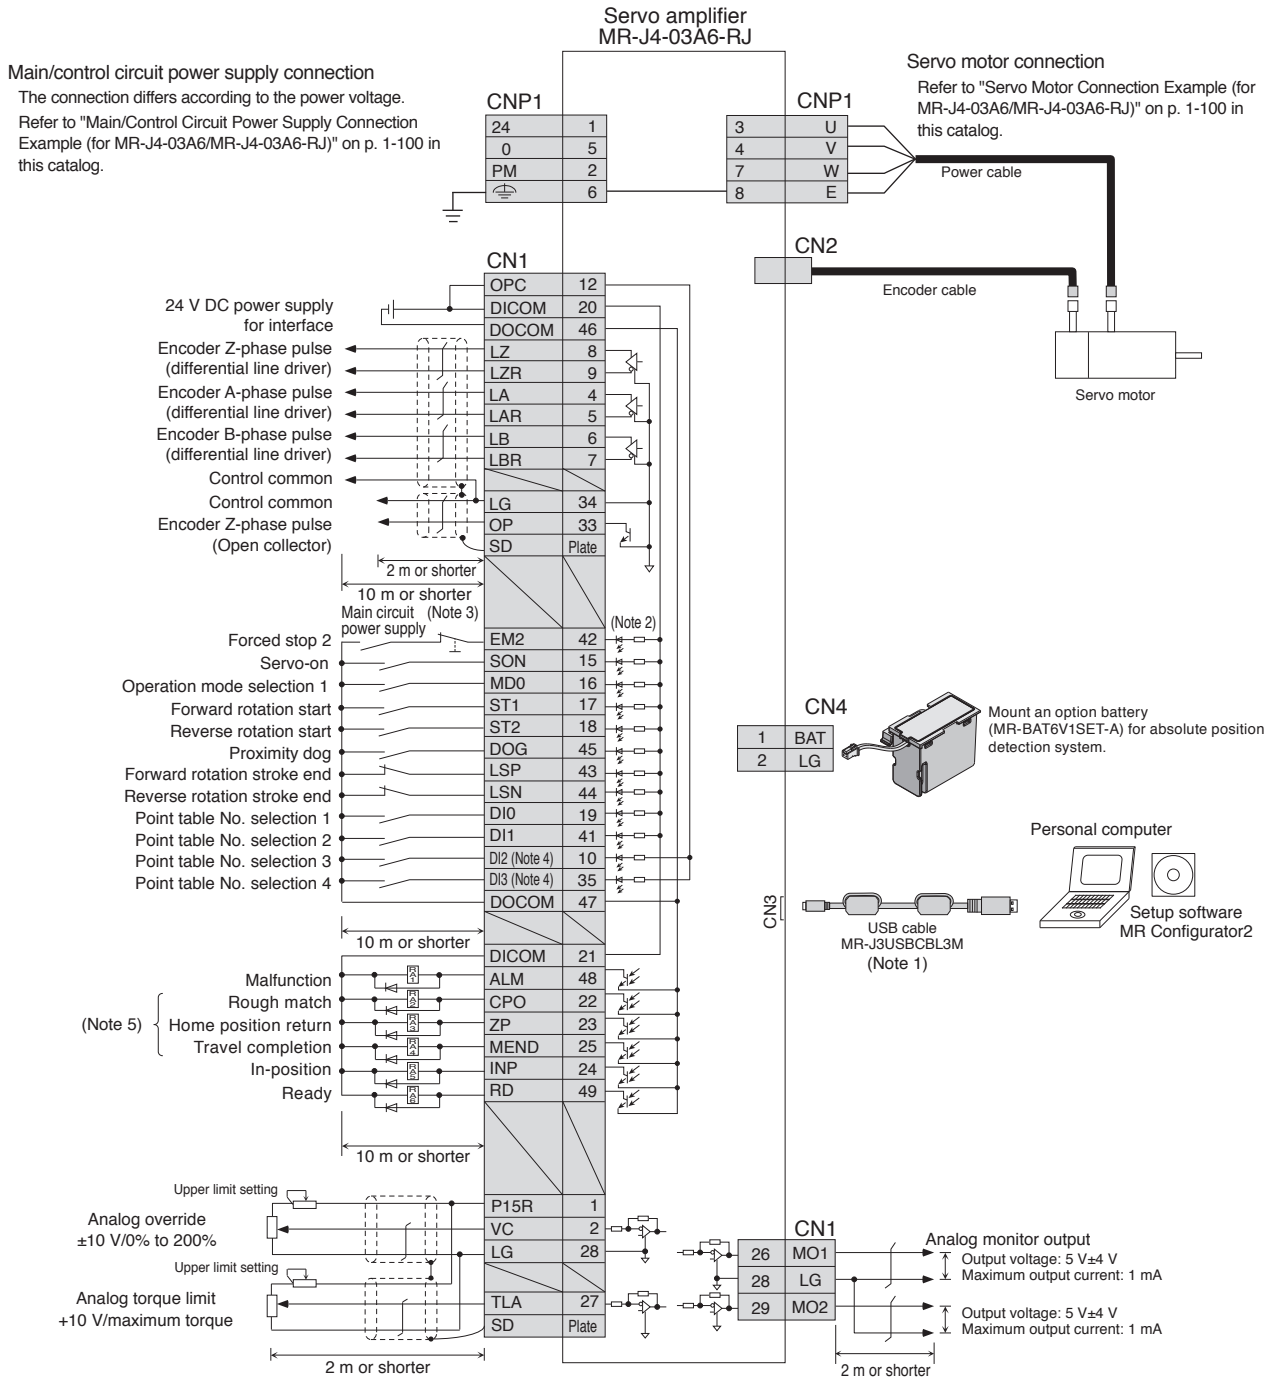 Servo amplifier
MR-J4-03A6-RJ
Main/control circuit power supply connection
The connection differs according to the power voltage.
Refer to "Main/Control Circuit Power Supply Connection
Example (for MR-J4-03A6/MR-J4-03A6-RJ)" on p. 1-100 in
this catalog.
Servo motor connection
Refer to "Servo Motor Connection Example (for
MR-J4-03A6/MR-J4-03A6-RJ)" on p. 1-100 in
this catalog.
CNP1
24 1
0 5
PM 2
6
CNP1
3 U
4 V
7 W
8 E
Power cable
CN2
Encoder cable
Servo motor
CN1
OPC 12
24 V DC power supply
for interface
DICOM 20
DOCOM 46
Encoder Z-phase pulse
(differential line driver)
LZ 8
LZR 9
Encoder A-phase pulse
(differential line driver)
LA 4
LAR 5
Encoder B-phase pulse
(differential line driver)
LB 6
LBR 7
Control common
Control common
LG 34
Encoder Z-phase pulse
(Open collector)
OP 33
SD Plate
2 m or shorter
10 m or shorter
Main circuit
power supply
(Note 3)
(Note 2)
Forced stop 2 EM2 42
Servo-on SON 15
Operation mode selection 1 MD0 16
Forward rotation start ST1 17
Reverse rotation start ST2 18
Proximity dog DOG 45
Forward rotation stroke end LSP 43
Reverse rotation stroke end LSN 44
Point table No. selection 1 DI0 19
Point table No. selection 2 DI1 41
Point table No. selection 3 DI2 (Note 4) 10
Point table No. selection 4 DI3 (Note 4) 35
DOCOM 47
10 m or shorter
DICOM 21
Malfunction RA1 ALM 48
(Note 5)
Rough match RA2 CPO 22
Home position return RA3 ZP 23
Travel completion RA4 MEND 25
In-position RA5 INP 24
Ready RA6 RD 49
10 m or shorter
CN4
1 BAT
2 LG
Mount an option battery
(MR-BAT6V1SET-A) for absolute position
detection system.
Personal computer
CN3
USB cable
MR-J3USBCBL3M
(Note 1)
Setup software
MR Configurator2
Upper limit setting
P15R 1
Analog override
±10 V/0% to 200%
VC 2
LG 28
Upper limit setting
Analog torque limit
+10 V/maximum torque
TLA 27
SD Plate
2 m or shorter
CN1
26 MO1
28 LG
29 MO2
Analog monitor output
Output voltage: 5 V±4 V
Maximum output current: 1 mA
Output voltage: 5 V±4 V
Maximum output current: 1 mA
2 m or shorter